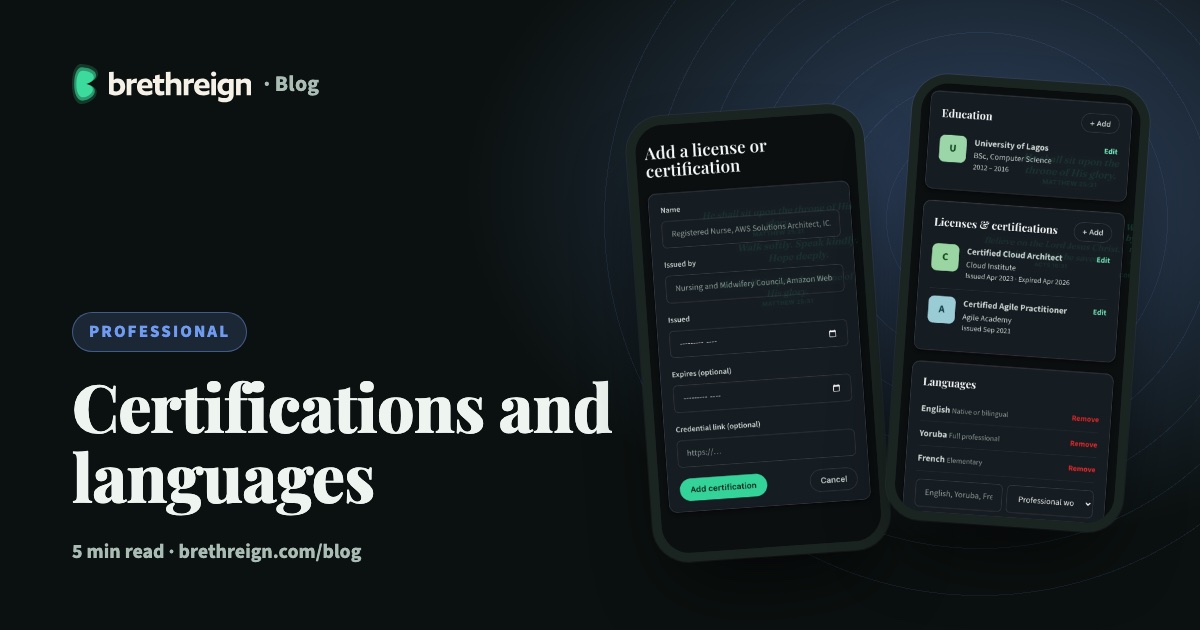 brethreign · Blog
PROFESSIONAL
Certifications and
languages
5 min read · brethreign.com/blog
Add a license or
certification
Name
Registered Nurse, AWS Solutions Architect, IC
Issued by
Nursing and Midwifery Council, Amazon Web
Issued
Expires (optional)
Credential link (optional)
https://...
Add certification
Cancel
Education
+ Add
U
University of Lagos
Edit
BSc, Computer Science
2012 – 2016
Licenses & certifications
+ Add
C
Certified Cloud Architect
Edit
Cloud Institute
Issued Apr 2023 · Expired Apr 2026
A
Certified Agile Practitioner
Edit
Agile Academy
Issued Sep 2021
Languages
English Native or bilingual
Remove
Yoruba Full professional
Remove
French Elementary
Remove
English, Yoruba, Fre
Professional wo